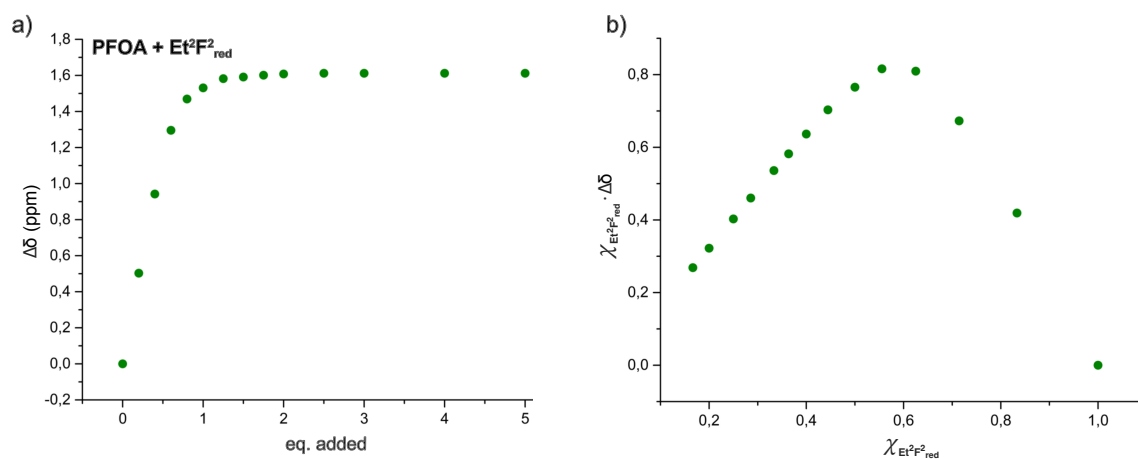 a)
PFOA + Et²F²red
1,8
1,6
1,4
1,2
1,0
0,8
0,6
0,4
0,2
0,0
-0,2
Δδ (ppm)
0 1 2 3 4 5
eq. added
b)
0,8
0,6
0,4
0,2
0,0
χEt²F²red · Δδ
0,2 0,4 0,6 0,8 1,0
χEt²F²red